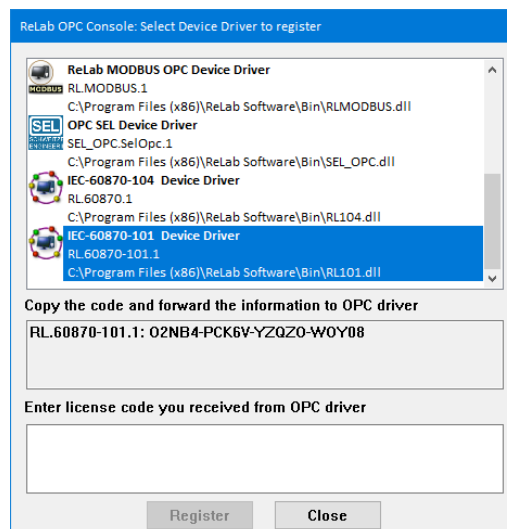 ReLab OPC Console: Select Device Driver to register
ReLab MODBUS OPC Device Driver
MODBUS RL.MODBUS.1
C:\Program Files (x86)\ReLab Software\Bin\RLMODBUS.dll
SEL OPC SEL Device Driver
SEL_OPC.SelOpc.1
C:\Program Files (x86)\ReLab Software\Bin\SEL_OPC.dll
IEC-60870-104 Device Driver
RL.60870.1
C:\Program Files (x86)\ReLab Software\Bin\RL104.dll
IEC-60870-101 Device Driver
RL.60870-101.1
C:\Program Files (x86)\ReLab Software\Bin\RL101.dll
Copy the code and forward the information to OPC driver
RL.60870-101.1: O2NB4-PCK6V-YZQZO-WOY08
Enter license code you received from OPC driver
Register Close